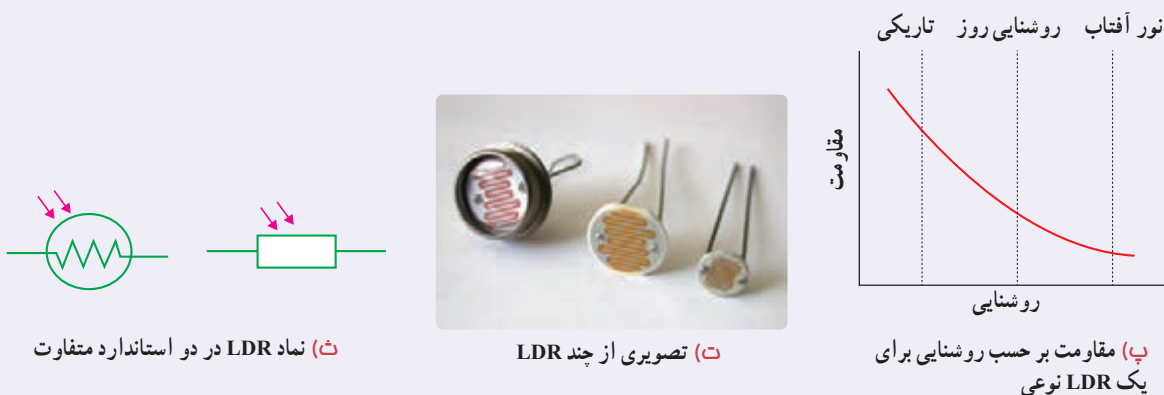 نور آفتاب روشنایی روز تاریکی
مقاومت
روشنایی
پ) مقاومت بر حسب روشنایی برای
یک LDR نوعی
ت) تصویری از چند LDR
ث) نماد LDR در دو استاندارد متفاوت